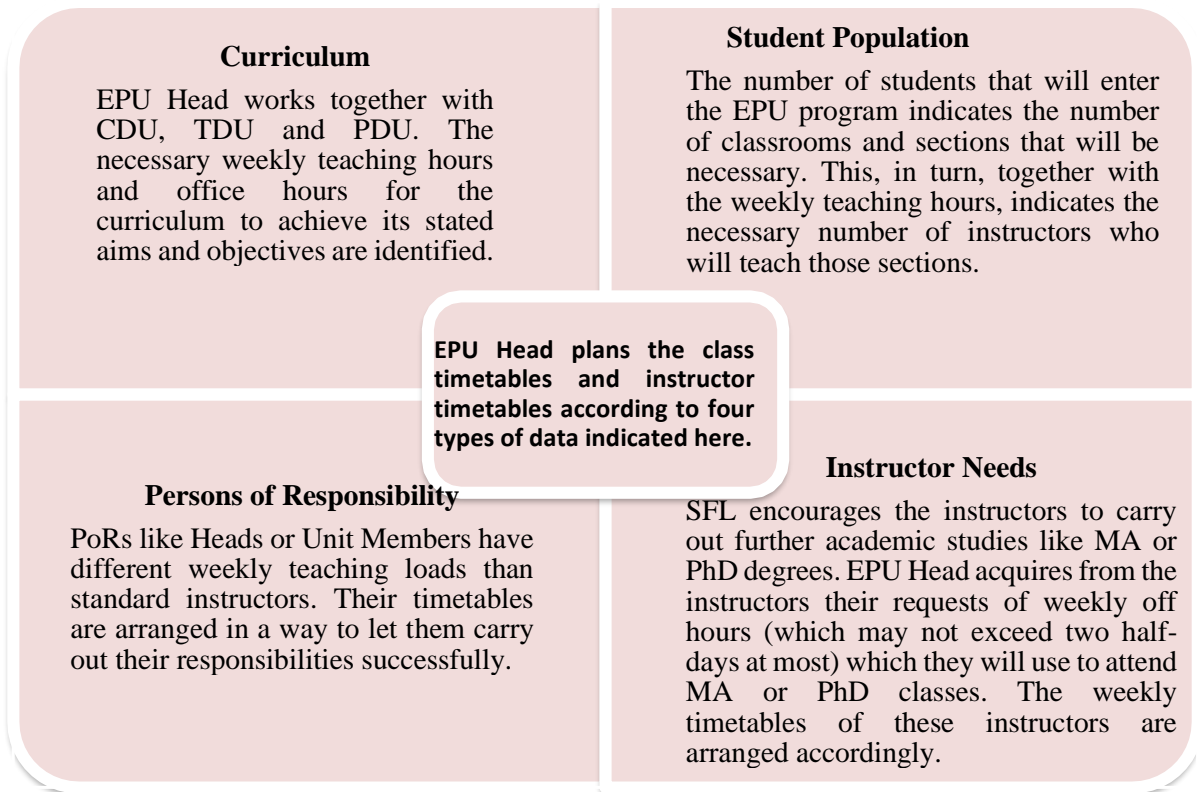 Curriculum
EPU Head works together with
CDU, TDU and PDU. The
necessary weekly teaching hours
and office hours for the
curriculum to achieve its stated
aims and objectives are identified.
Student Population
The number of students that will enter
the EPU program indicates the number
of classrooms and sections that will be
necessary. This, in turn, together with
the weekly teaching hours, indicates the
necessary number of instructors who
will teach those sections.
EPU Head plans the class
timetables and instructor
timetables according to four
types of data indicated here.
Persons of Responsibility
PoRs like Heads or Unit Members have
different weekly teaching loads than
standard instructors. Their timetables
are arranged in a way to let them carry
out their responsibilities successfully.
Instructor Needs
SFL encourages the instructors to carry
out further academic studies like MA or
PhD degrees. EPU Head acquires from the
instructors their requests of weekly off
hours (which may not exceed two half-
days at most) which they will use to attend
MA or PhD classes. The weekly
timetables of these instructors are
arranged accordingly.